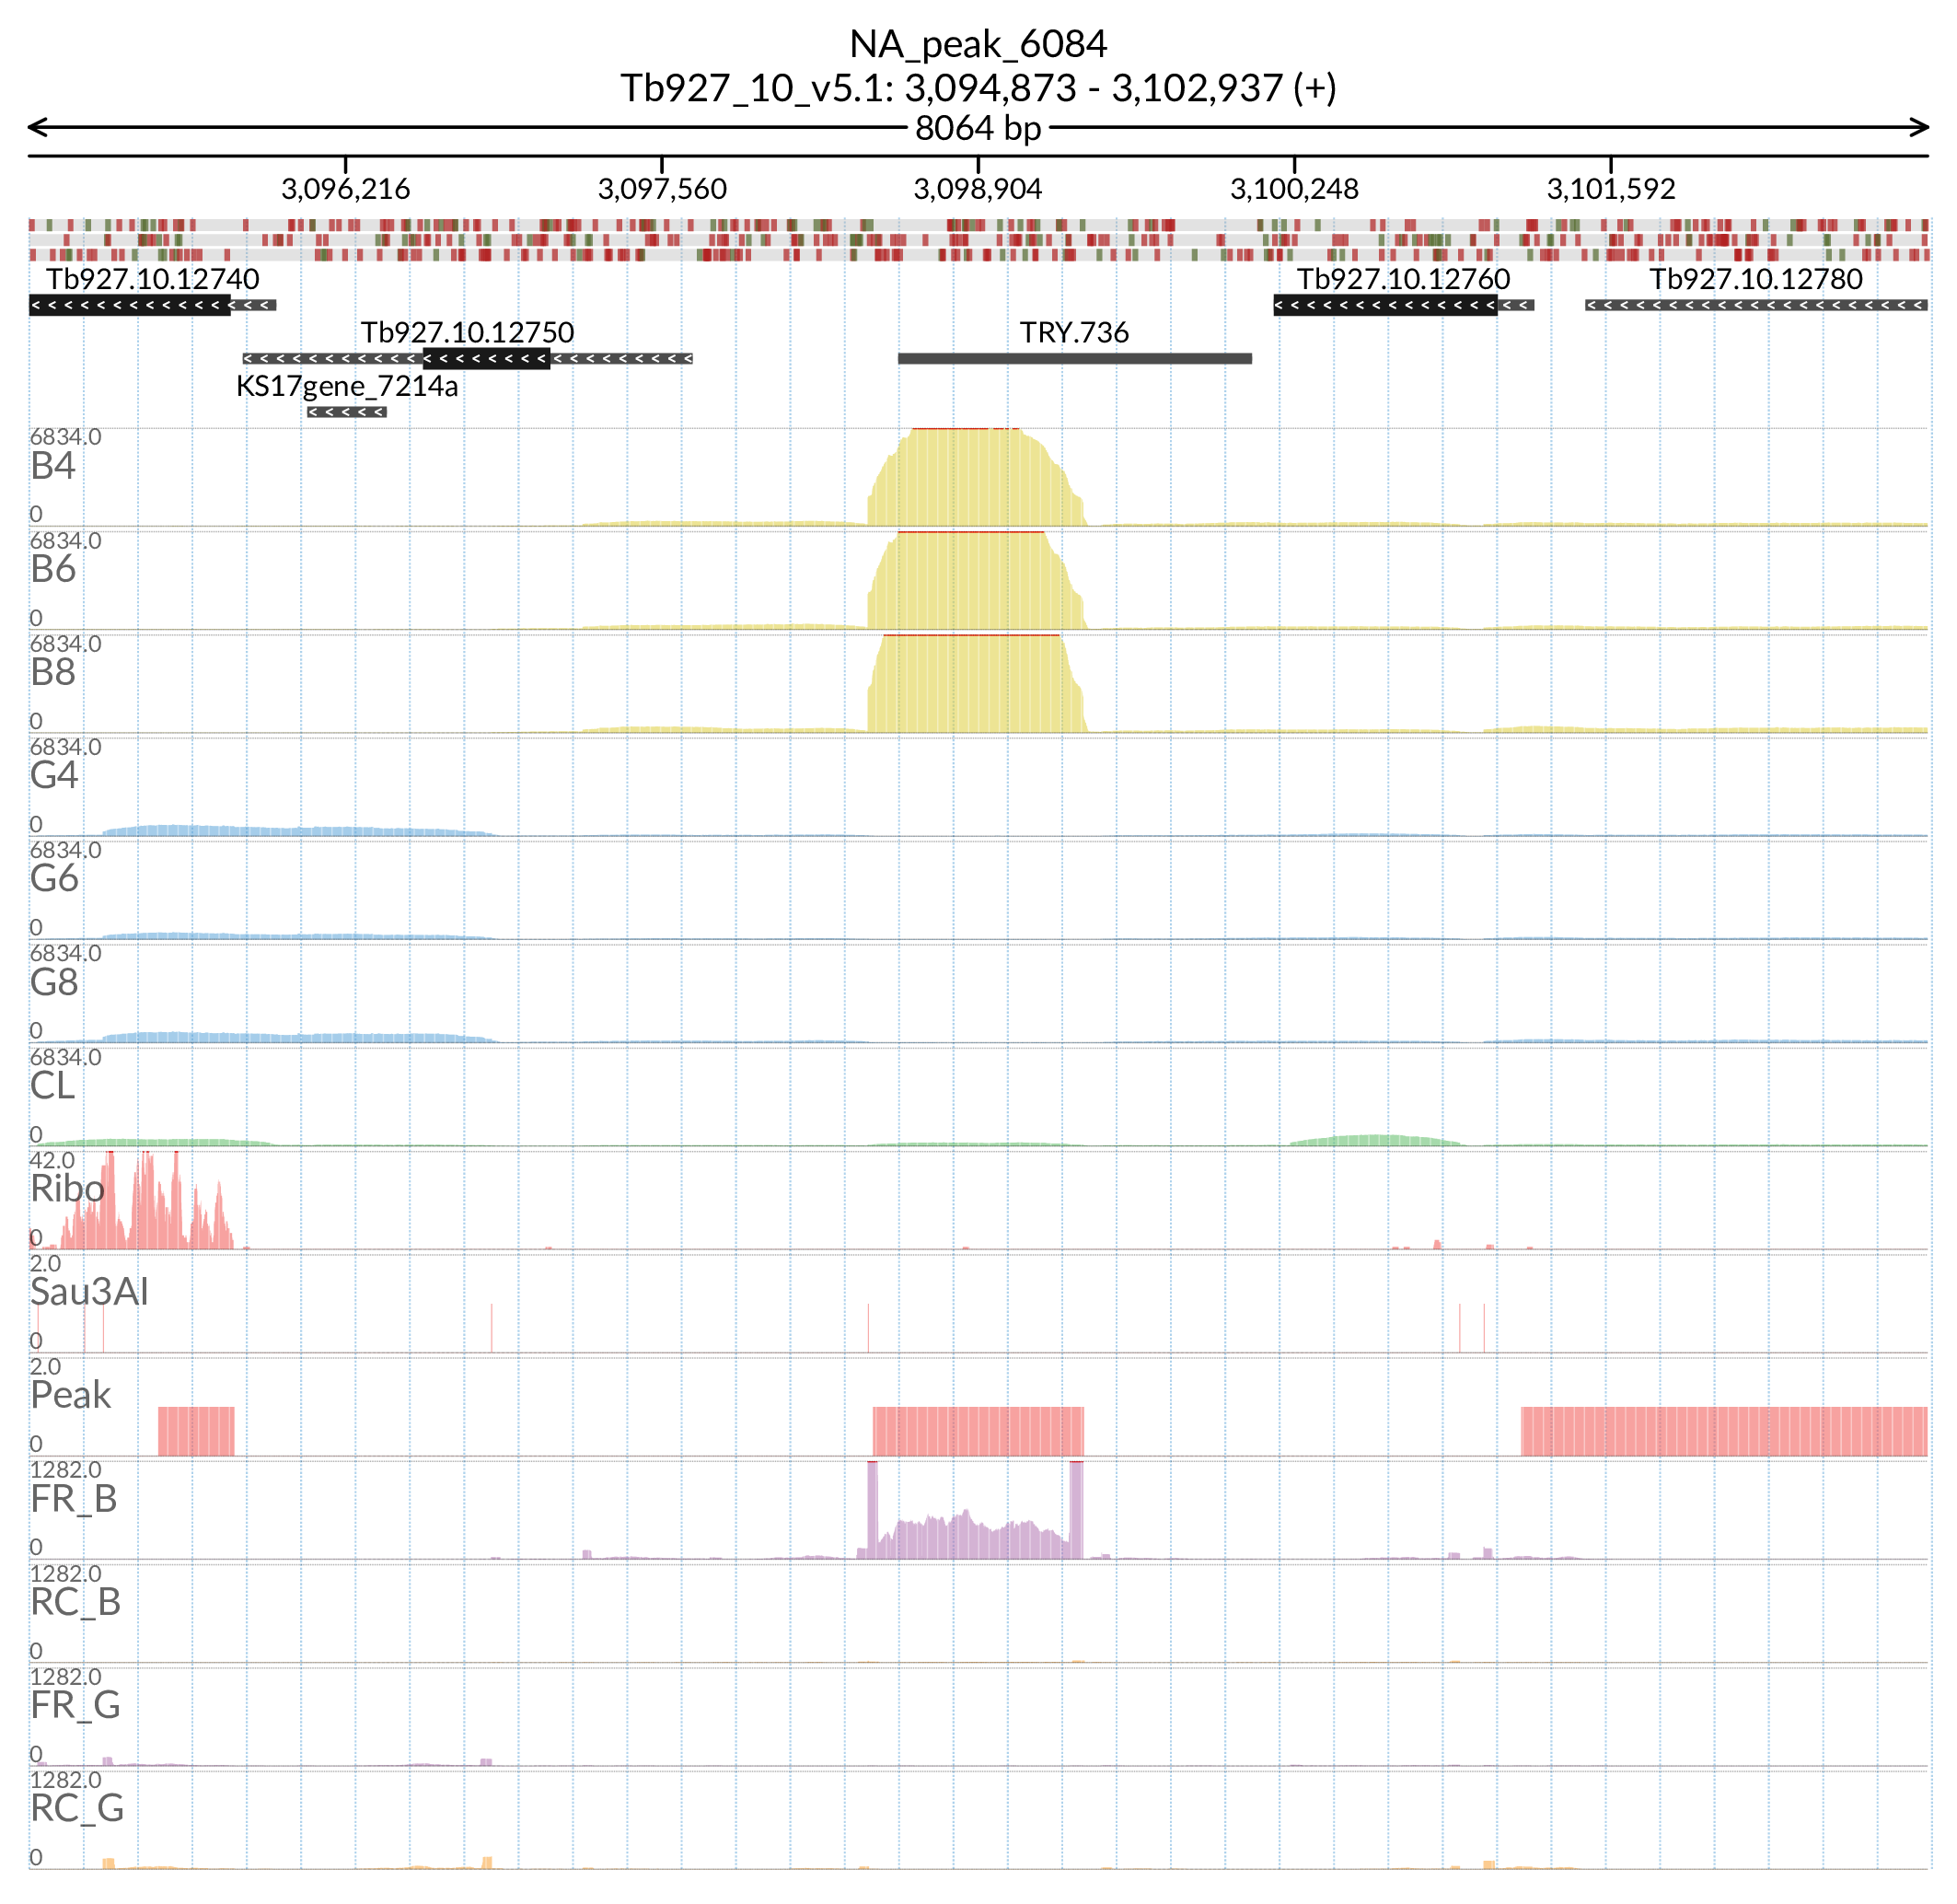 NA_peak_6084
Tb927_10_v5.1: 3,094,873 - 3,102,937 (+)
8064 bp
3,096,216 3,097,560 3,098,904 3,100,248 3,101,592
Tb927.10.12740 Tb927.10.12760 Tb927.10.12780
Tb927.10.12750 TRY.736
KS17gene_7214a
6834.0
B4
0
6834.0
B6
0
6834.0
B8
0
6834.0
G4
0
6834.0
G6
0
6834.0
G8
0
6834.0
CL
0
42.0
Ribo
0
2.0
Sau3AI
0
2.0
Peak
0
1282.0
FR_B
0
1282.0
RC_B
0
1282.0
FR_G
0
1282.0
RC_G
0